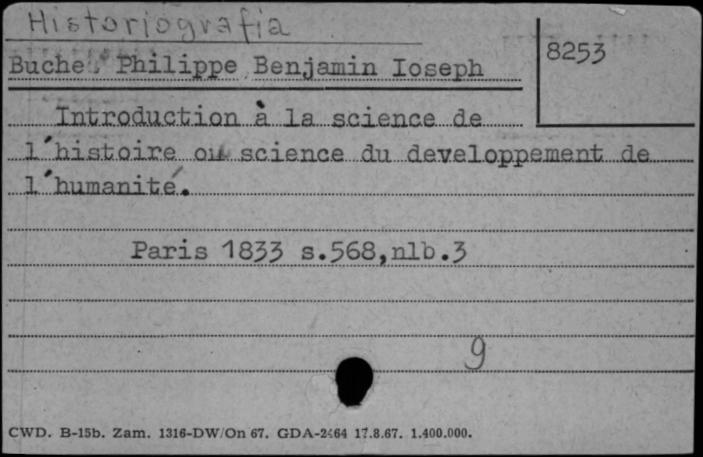 Historiografia
8253
Buche Philippe Benjamin Ioseph
Introduction à la science de
l'histoire ou science du developpement de
l'humanité.
Paris 1833 s.568,nlb.3
9
CWD. B-15b. Zam. 1316-DW/On 67. GDA-2464 17.8.67. 1.400.000.